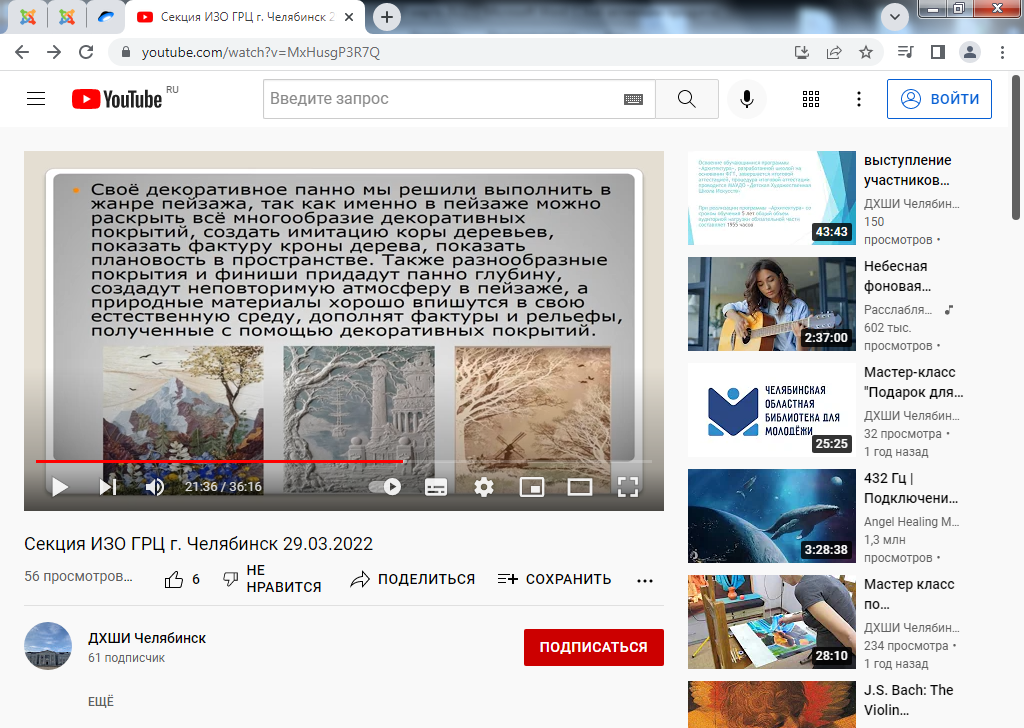 Секция ИЗО ГРЦ г. Челябинск 2
youtube.com/watch?v=MxHusgP3R7Q
YouTube RU
Введите запрос
ВОЙТИ
Своё декоративное панно мы решили выполнить в
жанре пейзажа, так как именно в пейзаже можно
раскрыть всё многообразие декоративных
покрытий, создать имитацию коры деревьев,
показать фактуру кроны дерева, показать
плановость в пространстве. Также разнообразные
покрытия и финиши придадут панно глубину,
создадут неповторимую атмосферу в пейзаже, а
природные материалы хорошо впишутся в свою
естественную среду, дополнят фактуры и рельефы,
полученные с помощью декоративных покрытий.
21:36 / 36:16
Секция ИЗО ГРЦ г. Челябинск 29.03.2022
56 просмотров...
6
НЕ
НРАВИТСЯ
ПОДЕЛИТЬСЯ
СОХРАНИТЬ
ДХШИ Челябинск
61 подписчик
ПОДПИСАТЬСЯ
ЕЩЁ
43:43
выступление
участников...
ДХШИ Челябин...
150
просмотров •
2:37:00
Небесная
фоновая...
Расслабля...
602 тыс.
просмотров •
ЧЕЛЯБИНСКАЯ
ОБЛАСТНАЯ
БИБЛИОТЕКА ДЛЯ
МОЛОДЁЖИ
25:25
Мастер-класс
"Подарок для...
ДХШИ Челябин...
32 просмотра •
1 год назад
3:28:38
432 Гц |
Подключени...
Angel Healing M...
1,3 млн
просмотров •
28:10
Мастер класс
по...
ДХШИ Челябин...
234 просмотра •
1 год назад
J.S. Bach: The
Violin...